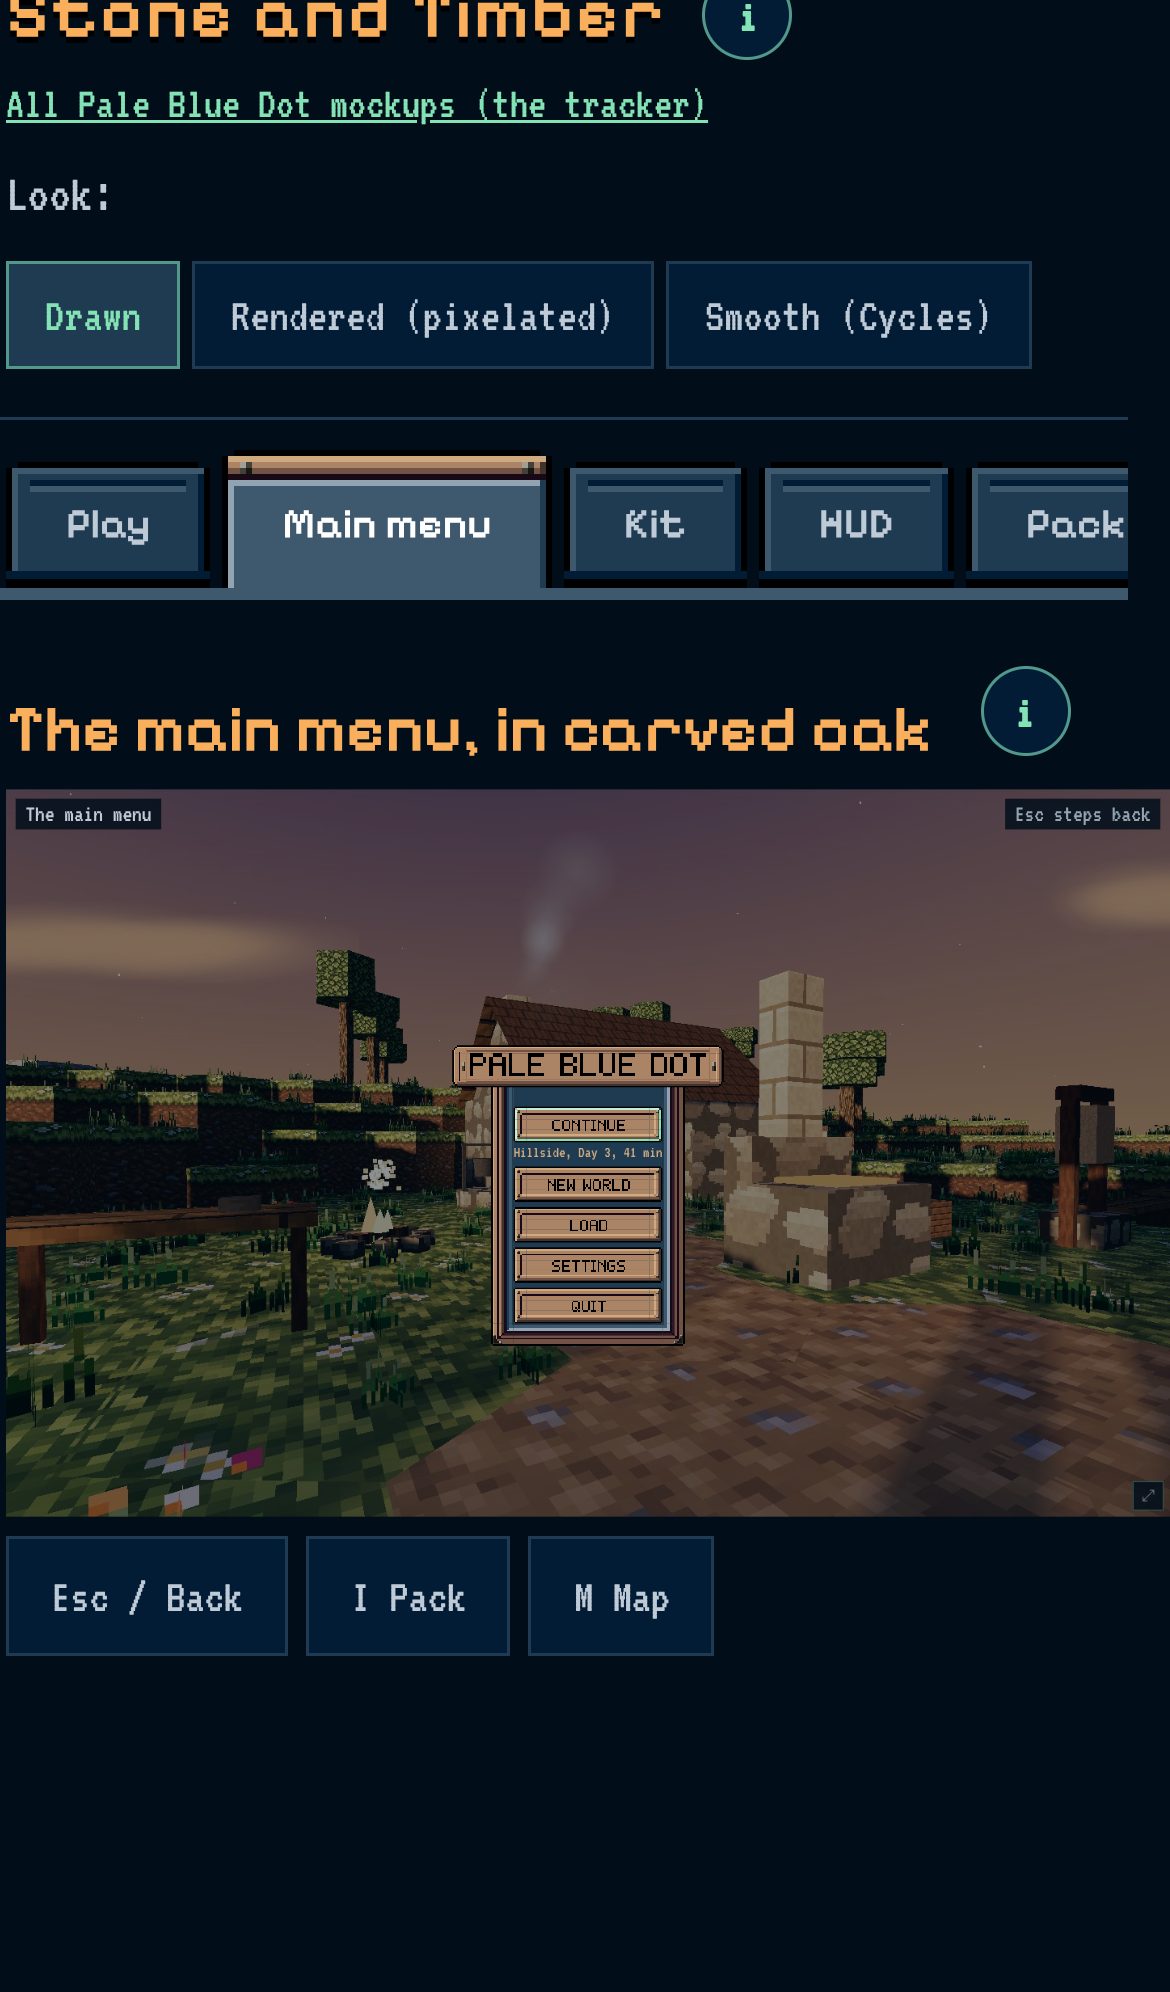 Stone and Timber i
All Pale Blue Dot mockups (the tracker)
Look:
Drawn Rendered (pixelated) Smooth (Cycles)
Play Main menu Kit HUD Pack
The main menu, in carved oak i
The main menu Esc steps back
PALE BLUE DOT
CONTINUE
Hillside, Day 3, 41 min
NEW WORLD
LOAD
SETTINGS
QUIT
Esc / Back I Pack M Map